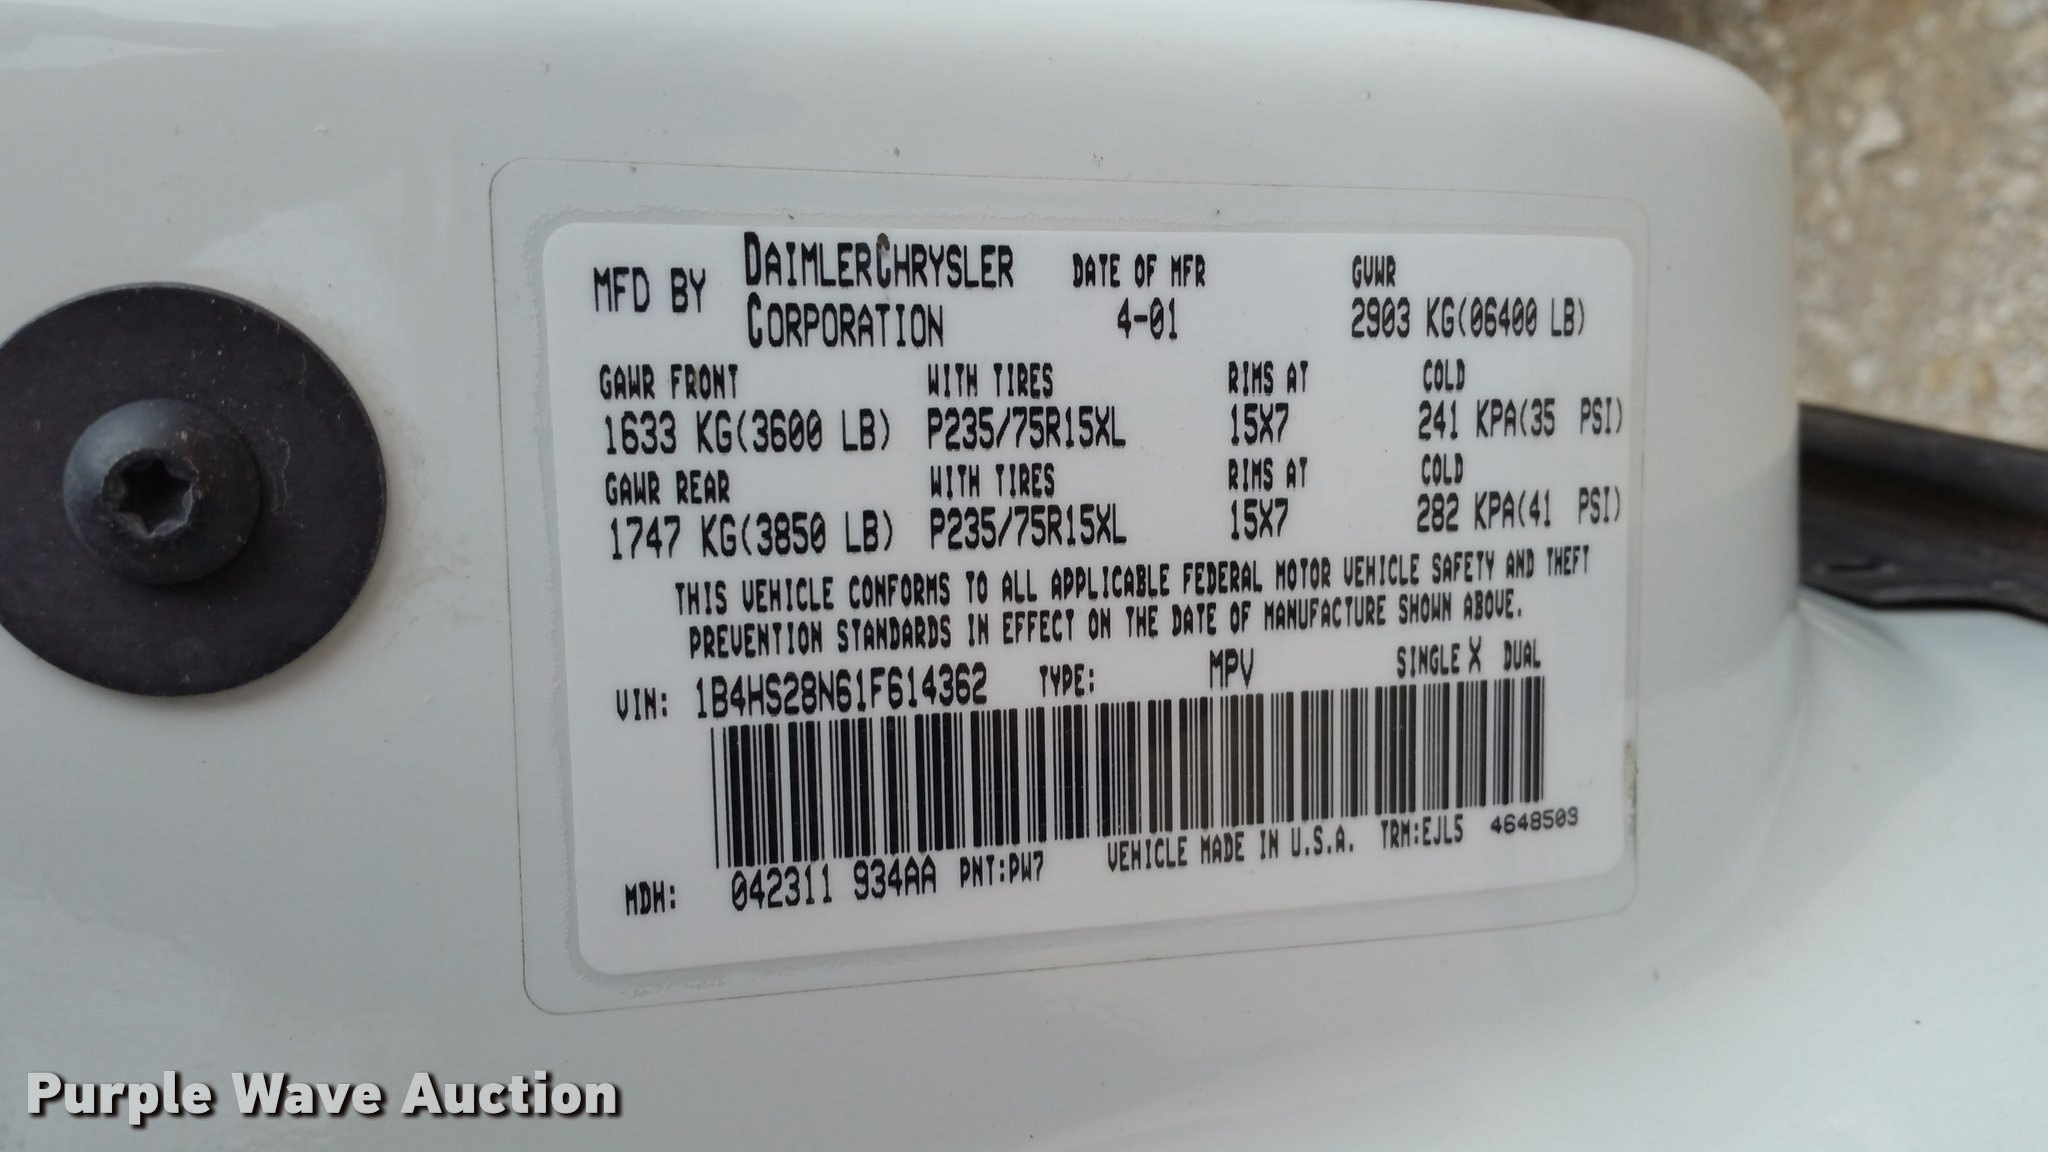 MFD BY DAIMLERCHRYSLER CORPORATION DATE OF MFR 4-01 GVWR 2903 KG(06400 LB)
GAWR FRONT WITH TIRES RIMS AT COLD
1633 KG(3600 LB) P235/75R15XL 15X7 241 KPA(35 PSI)
GAWR REAR WITH TIRES RIMS AT COLD
1747 KG(3850 LB) P235/75R15XL 15X7 282 KPA(41 PSI)
THIS VEHICLE CONFORMS TO ALL APPLICABLE FEDERAL MOTOR VEHICLE SAFETY AND THEFT
PREVENTION STANDARDS IN EFFECT ON THE DATE OF MANUFACTURE SHOWN ABOVE.
VIN: 1B4HS28N61F614362 TYPE: MPV SINGLE X DUAL
MDH: 042311 934AA PNT:PW7 VEHICLE MADE IN U.S.A. TRM:EJL5 4648503
Purple Wave Auction